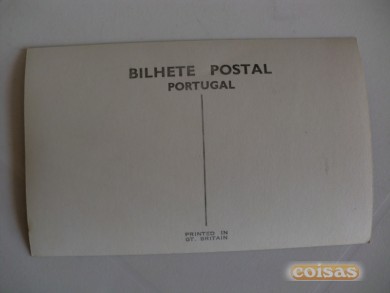 BILHETE POSTAL
PORTUGAL
PRINTED IN
GT. BRITAIN
coisas